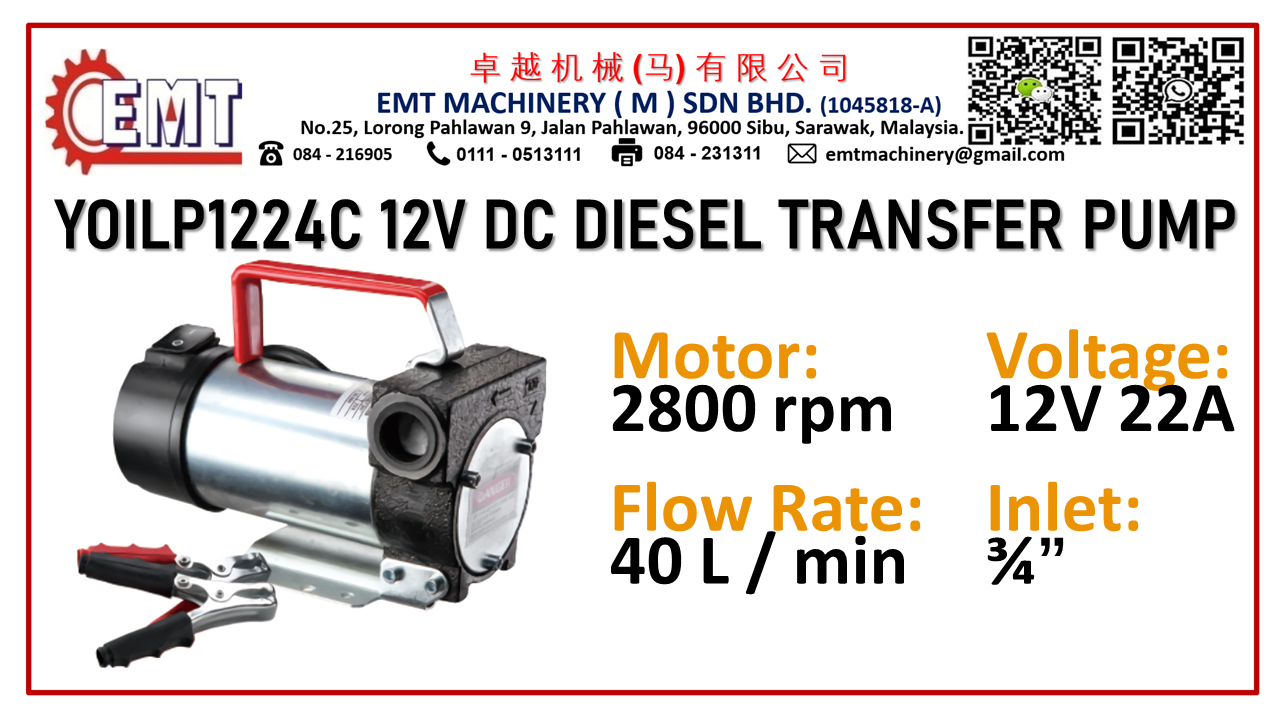 EMT
卓越机械(马)有限公司
EMT MACHINERY ( M ) SDN BHD. (1045818-A)
No.25, Lorong Pahlawan 9, Jalan Pahlawan, 96000 Sibu, Sarawak, Malaysia.
084 - 216905 0111 - 0513111 084 - 231311 emtmachinery@gmail.com
YOILP1224C 12V DC DIESEL TRANSFER PUMP
Motor: Voltage:
2800 rpm 12V 22A
Flow Rate: Inlet:
40 L / min ¾”
DANGER